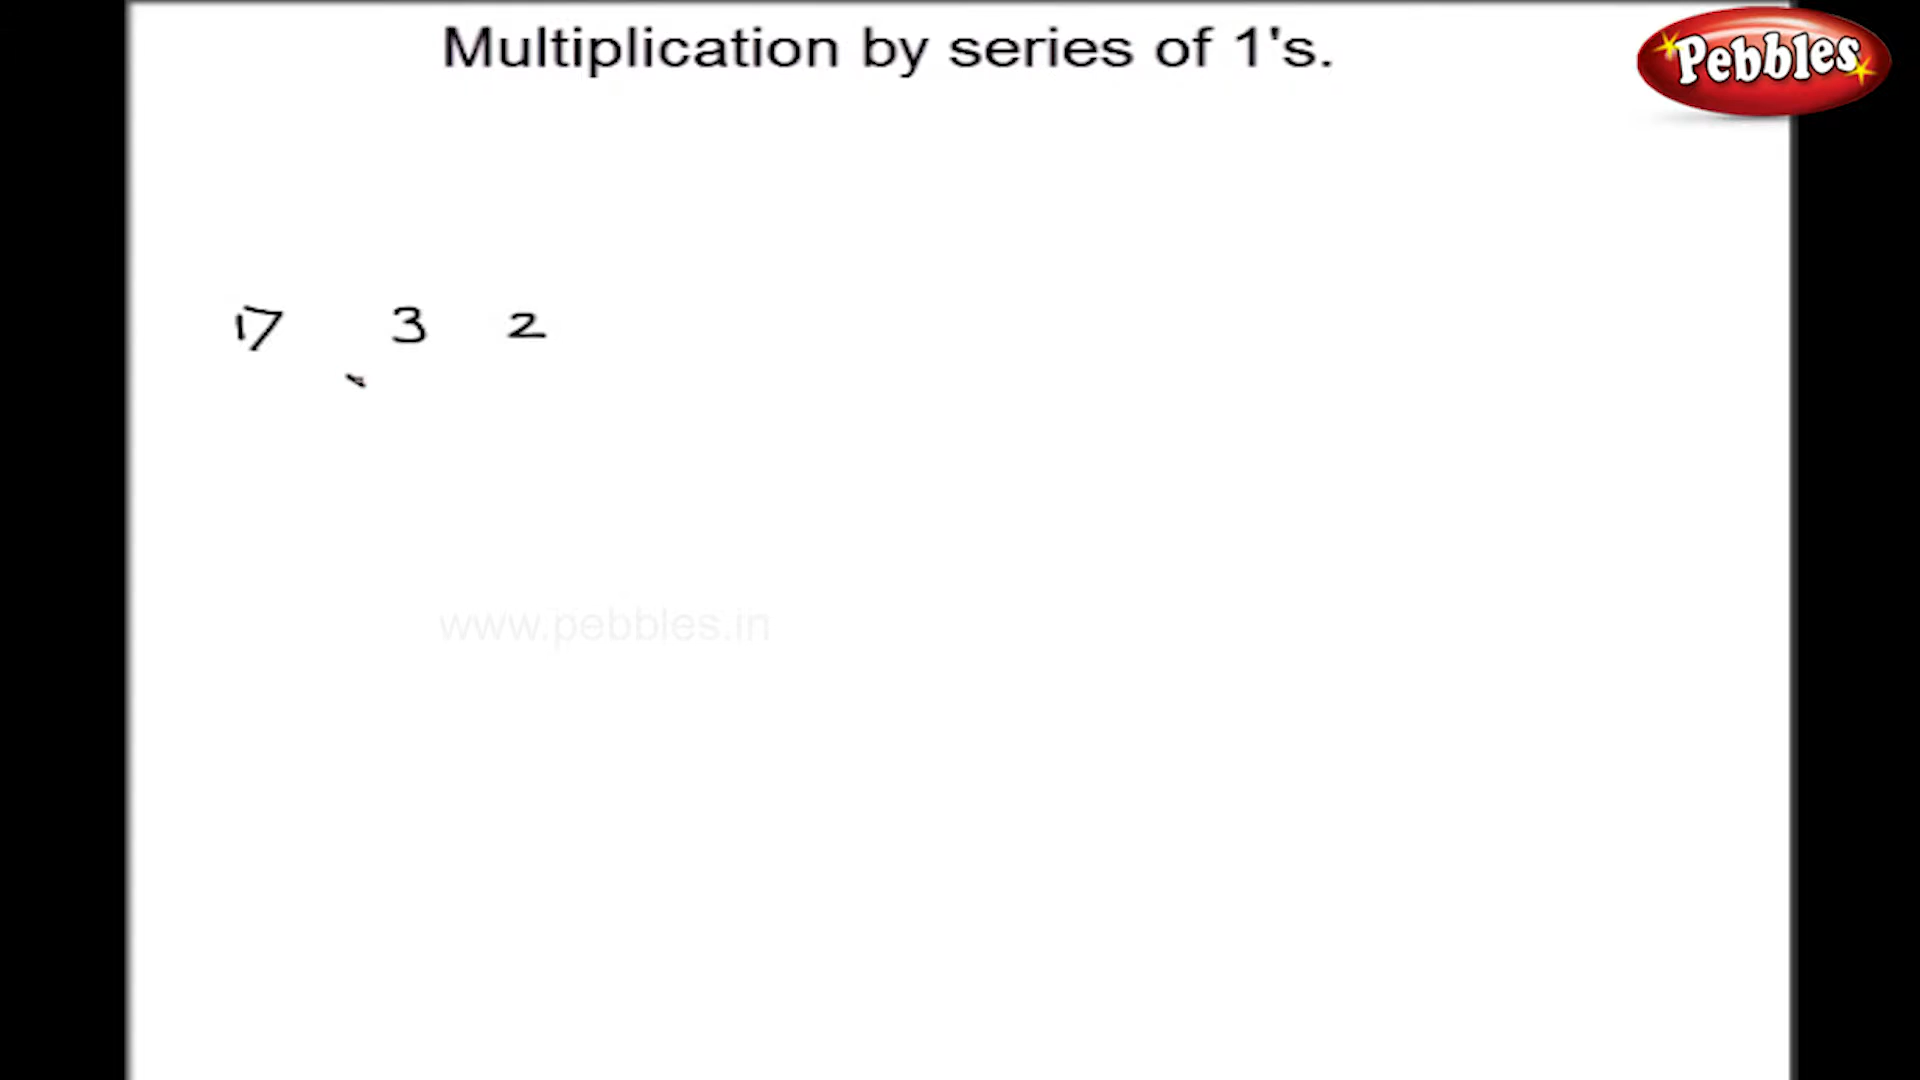 Multiplication by series of 1's.
Pebbles
17 3 2
www.pebbles.in